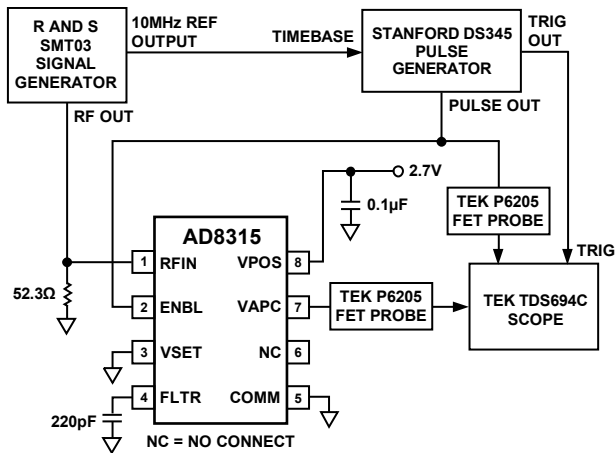 R AND S
SMT03
SIGNAL
GENERATOR
10MHz REF
OUTPUT
TIMEBASE
STANFORD DS345
PULSE
GENERATOR
TRIG
OUT
RF OUT
PULSE OUT
2.7V
0.1µF
TEK P6205
FET PROBE
TRIG
AD8315
1 RFIN
VPOS 8
52.3Ω
2 ENBL
VAPC 7
TEK P6205
FET PROBE
TEK TDS694C
SCOPE
3 VSET
NC 6
220pF
4 FLTR
COMM 5
NC = NO CONNECT